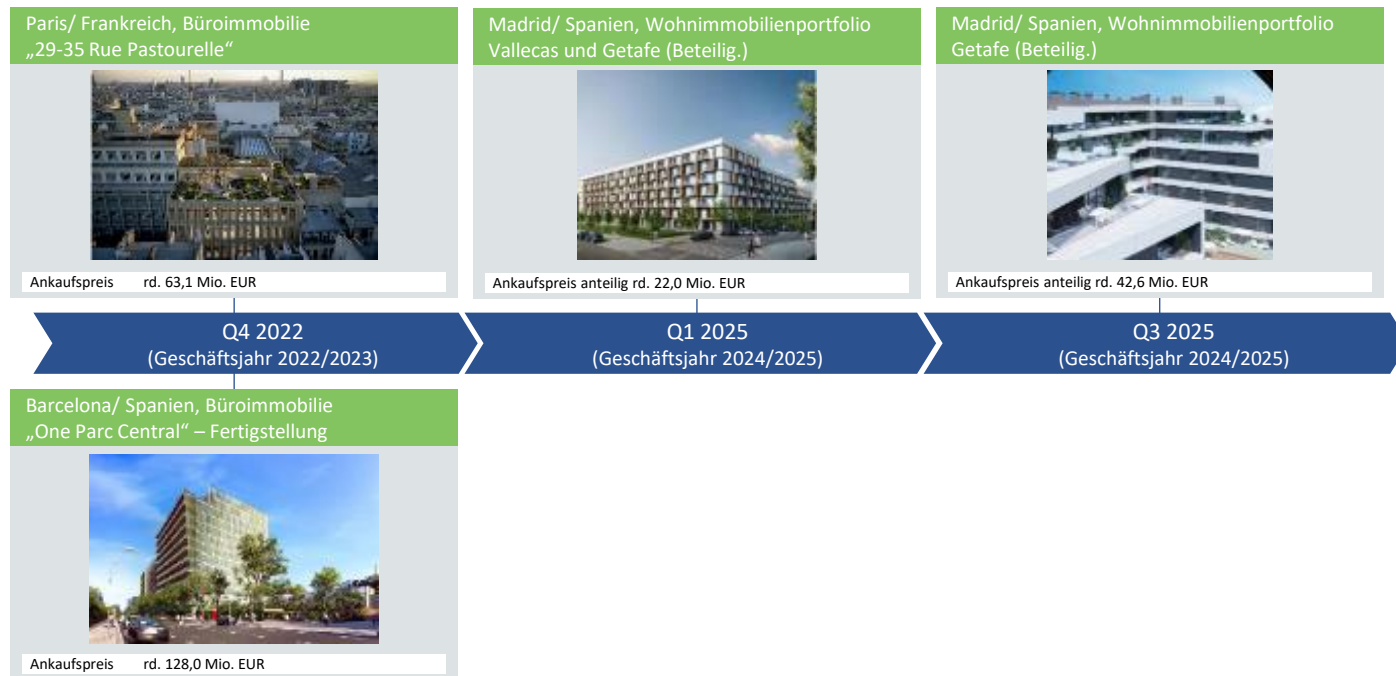 Paris/ Frankreich, Büroimmobilie
„29-35 Rue Pastourelle“
Ankaufspreis rd. 63,1 Mio. EUR
Madrid/ Spanien, Wohnimmobilienportfolio
Vallecas und Getafe (Beteilig.)
Ankaufspreis anteilig rd. 22,0 Mio. EUR
Madrid/ Spanien, Wohnimmobilienportfolio
Getafe (Beteilig.)
Ankaufspreis anteilig rd. 42,6 Mio. EUR
Q4 2022
(Geschäftsjahr 2022/2023)
Q1 2025
(Geschäftsjahr 2024/2025)
Q3 2025
(Geschäftsjahr 2024/2025)
Barcelona/ Spanien, Büroimmobilie
„One Parc Central“ – Fertigstellung
Ankaufspreis rd. 128,0 Mio. EUR